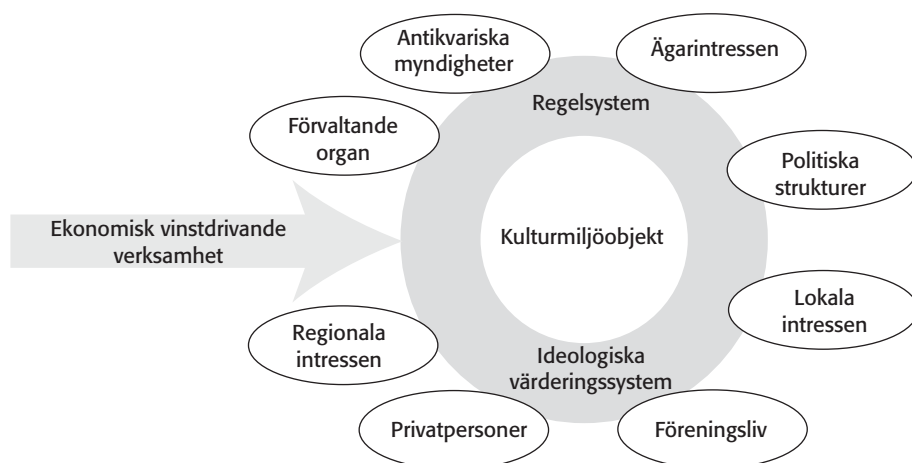 Antikvariska
myndigheter
Ägarintressen
Regelsystem
Förvaltande
organ
Politiska
strukturer
Ekonomisk vinstdrivande
verksamhet
Kulturmiljöobjekt
Lokala
intressen
Regionala
intressen
Ideologiska
värderingssystem
Privatpersoner
Föreningsliv